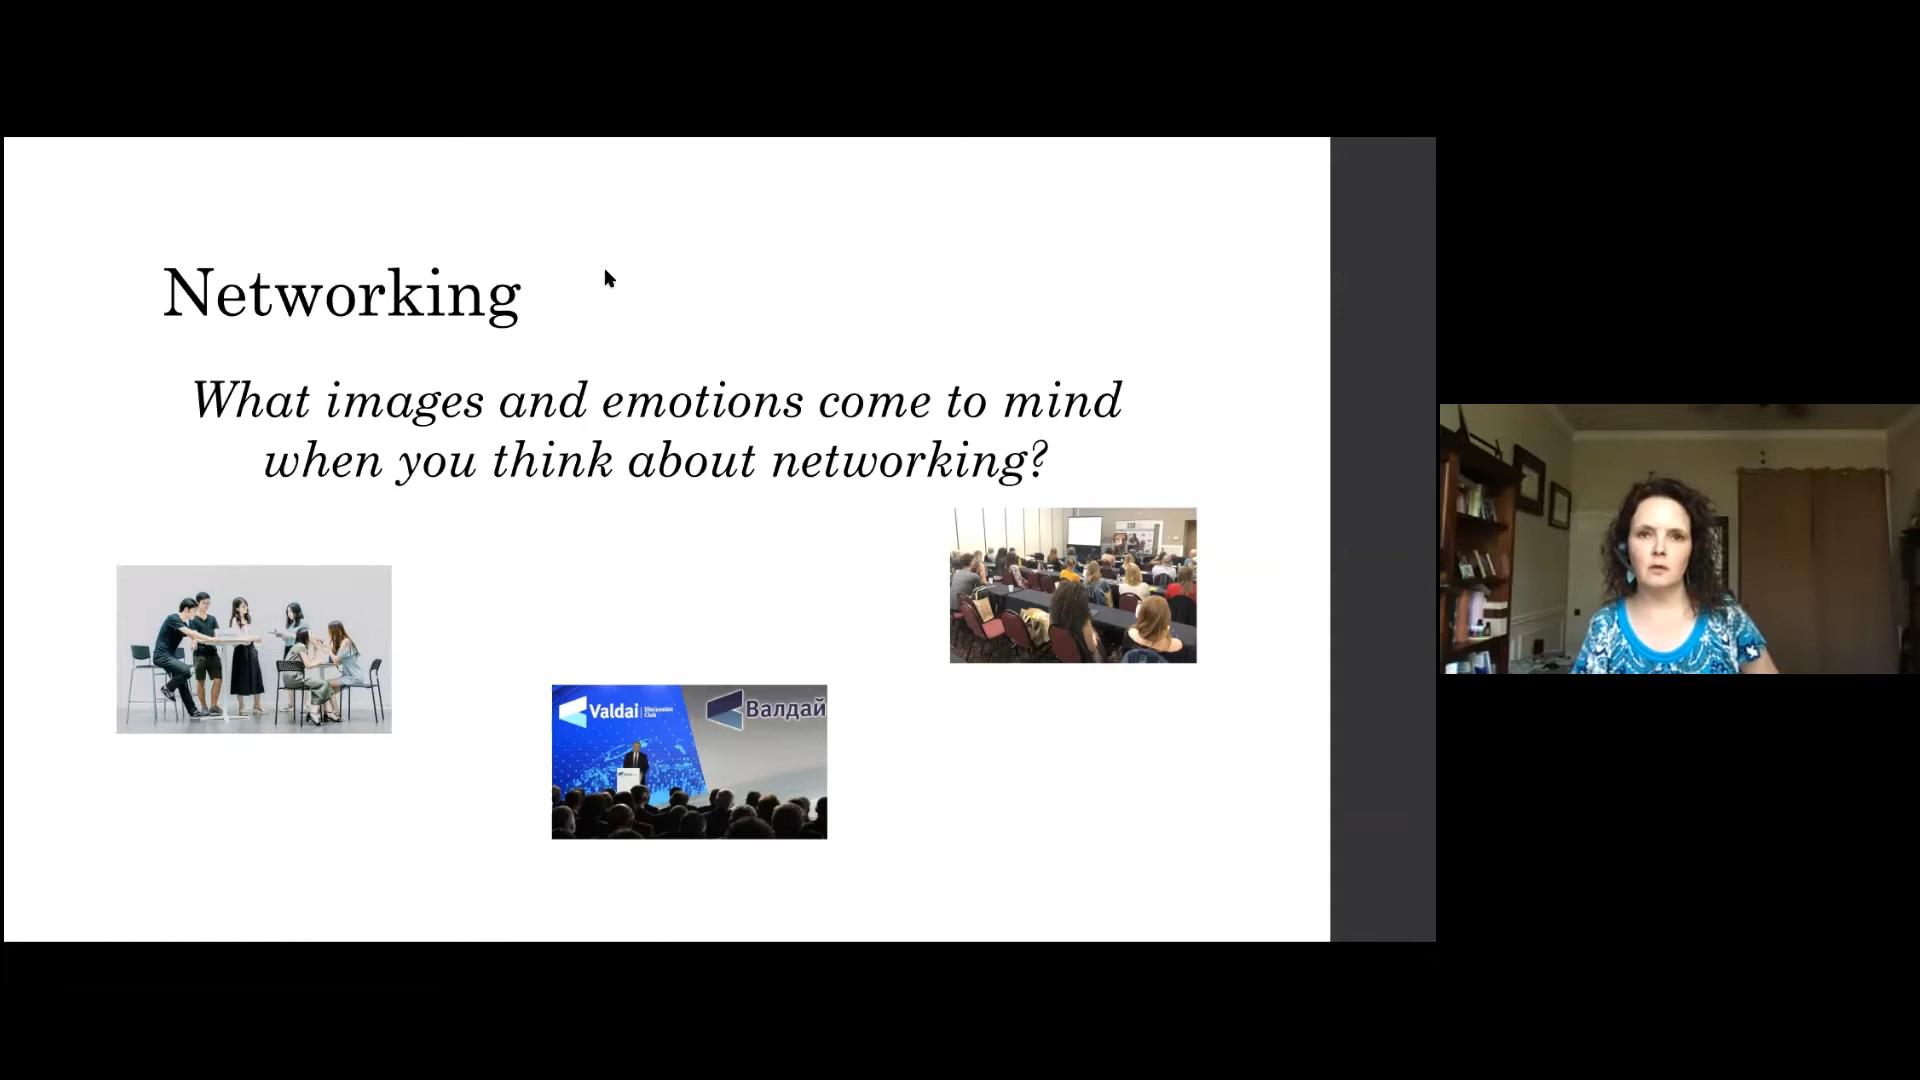 Networking
What images and emotions come to mind
when you think about networking?
Valdai
Discussion
Club
Валдай